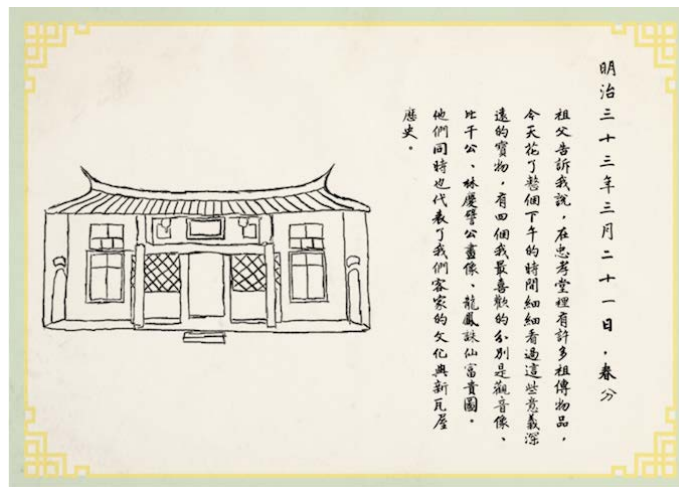 明治三十三年三月二十一日，春分
祖父告訴我說，在忠孝堂裡有許多祖傳物品，
今天花了整個下午的時間細細看過這些意義深
遠的寶物，有四個我最喜歡的分別是觀音像、
比干公、林慶譬公畫像、龍鳳詠仙富貴圖。
他們同時也代表了我們客家的文化與新瓦屋
歷史。